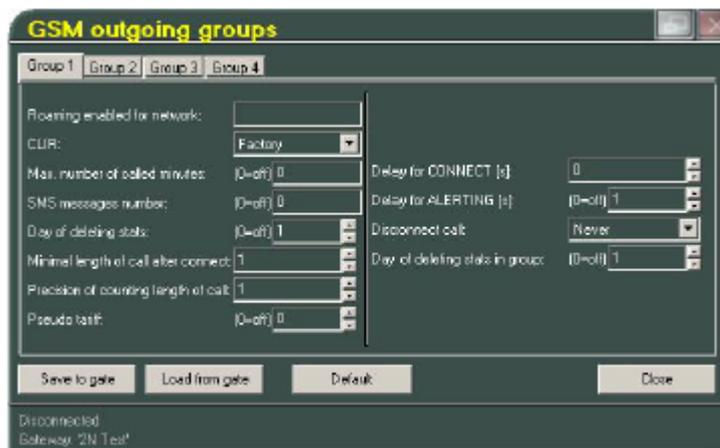 GSM outgoing groups
Group 1 Group 2 Group 3 Group 4
Roaming enabled for network:
CLIR: Factory
Max. number of called minutes: (0=off) 0
SMS messages number: (0=off) 0
Day of deleting stats: (0=off) 1
Minimal length of call after connect: 1
Precision of counting length of call: 1
Pseudo tariff: (0=off) 0
Delay for CONNECT [s]: 0
Delay for ALERTING [s]: (0=off) 1
Disconnect call: Never
Day of deleting stats in group: (0=off) 1
Save to gate Load from gate Default Close
Disconnected
Gateway: '2N Test'